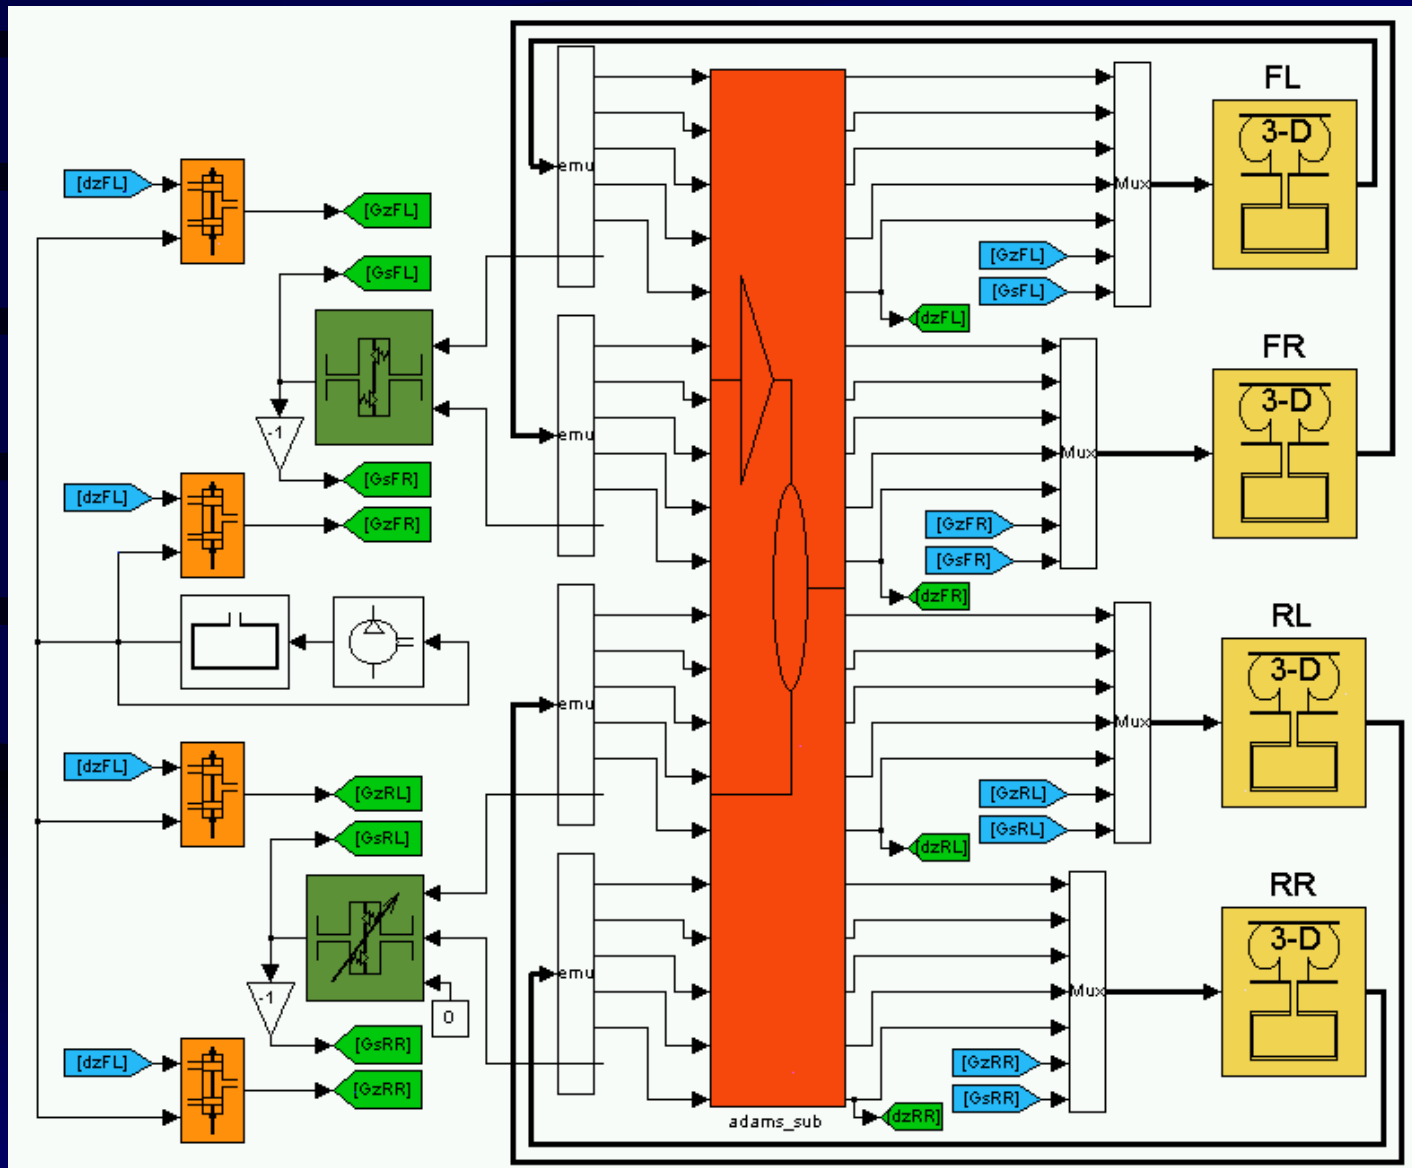 FL
3-D
emu
Mux
[dzFL]
[GzFL]
[GsFL]
[GzFL]
[GsFL]
[dzFL]
FR
3-D
emu
Mux
-1
[GsFR]
[dzFL]
[GzFR]
[GzFR]
[GsFR]
[dzFR]
RL
3-D
emu
Mux
[dzFL]
[GzRL]
[GsRL]
[GzRL]
[GsRL]
[dzRL]
RR
3-D
emu
Mux
-1
0
[GsRR]
[dzFL]
[GzRR]
[GzRR]
[GsRR]
[dzRR]
adams_sub